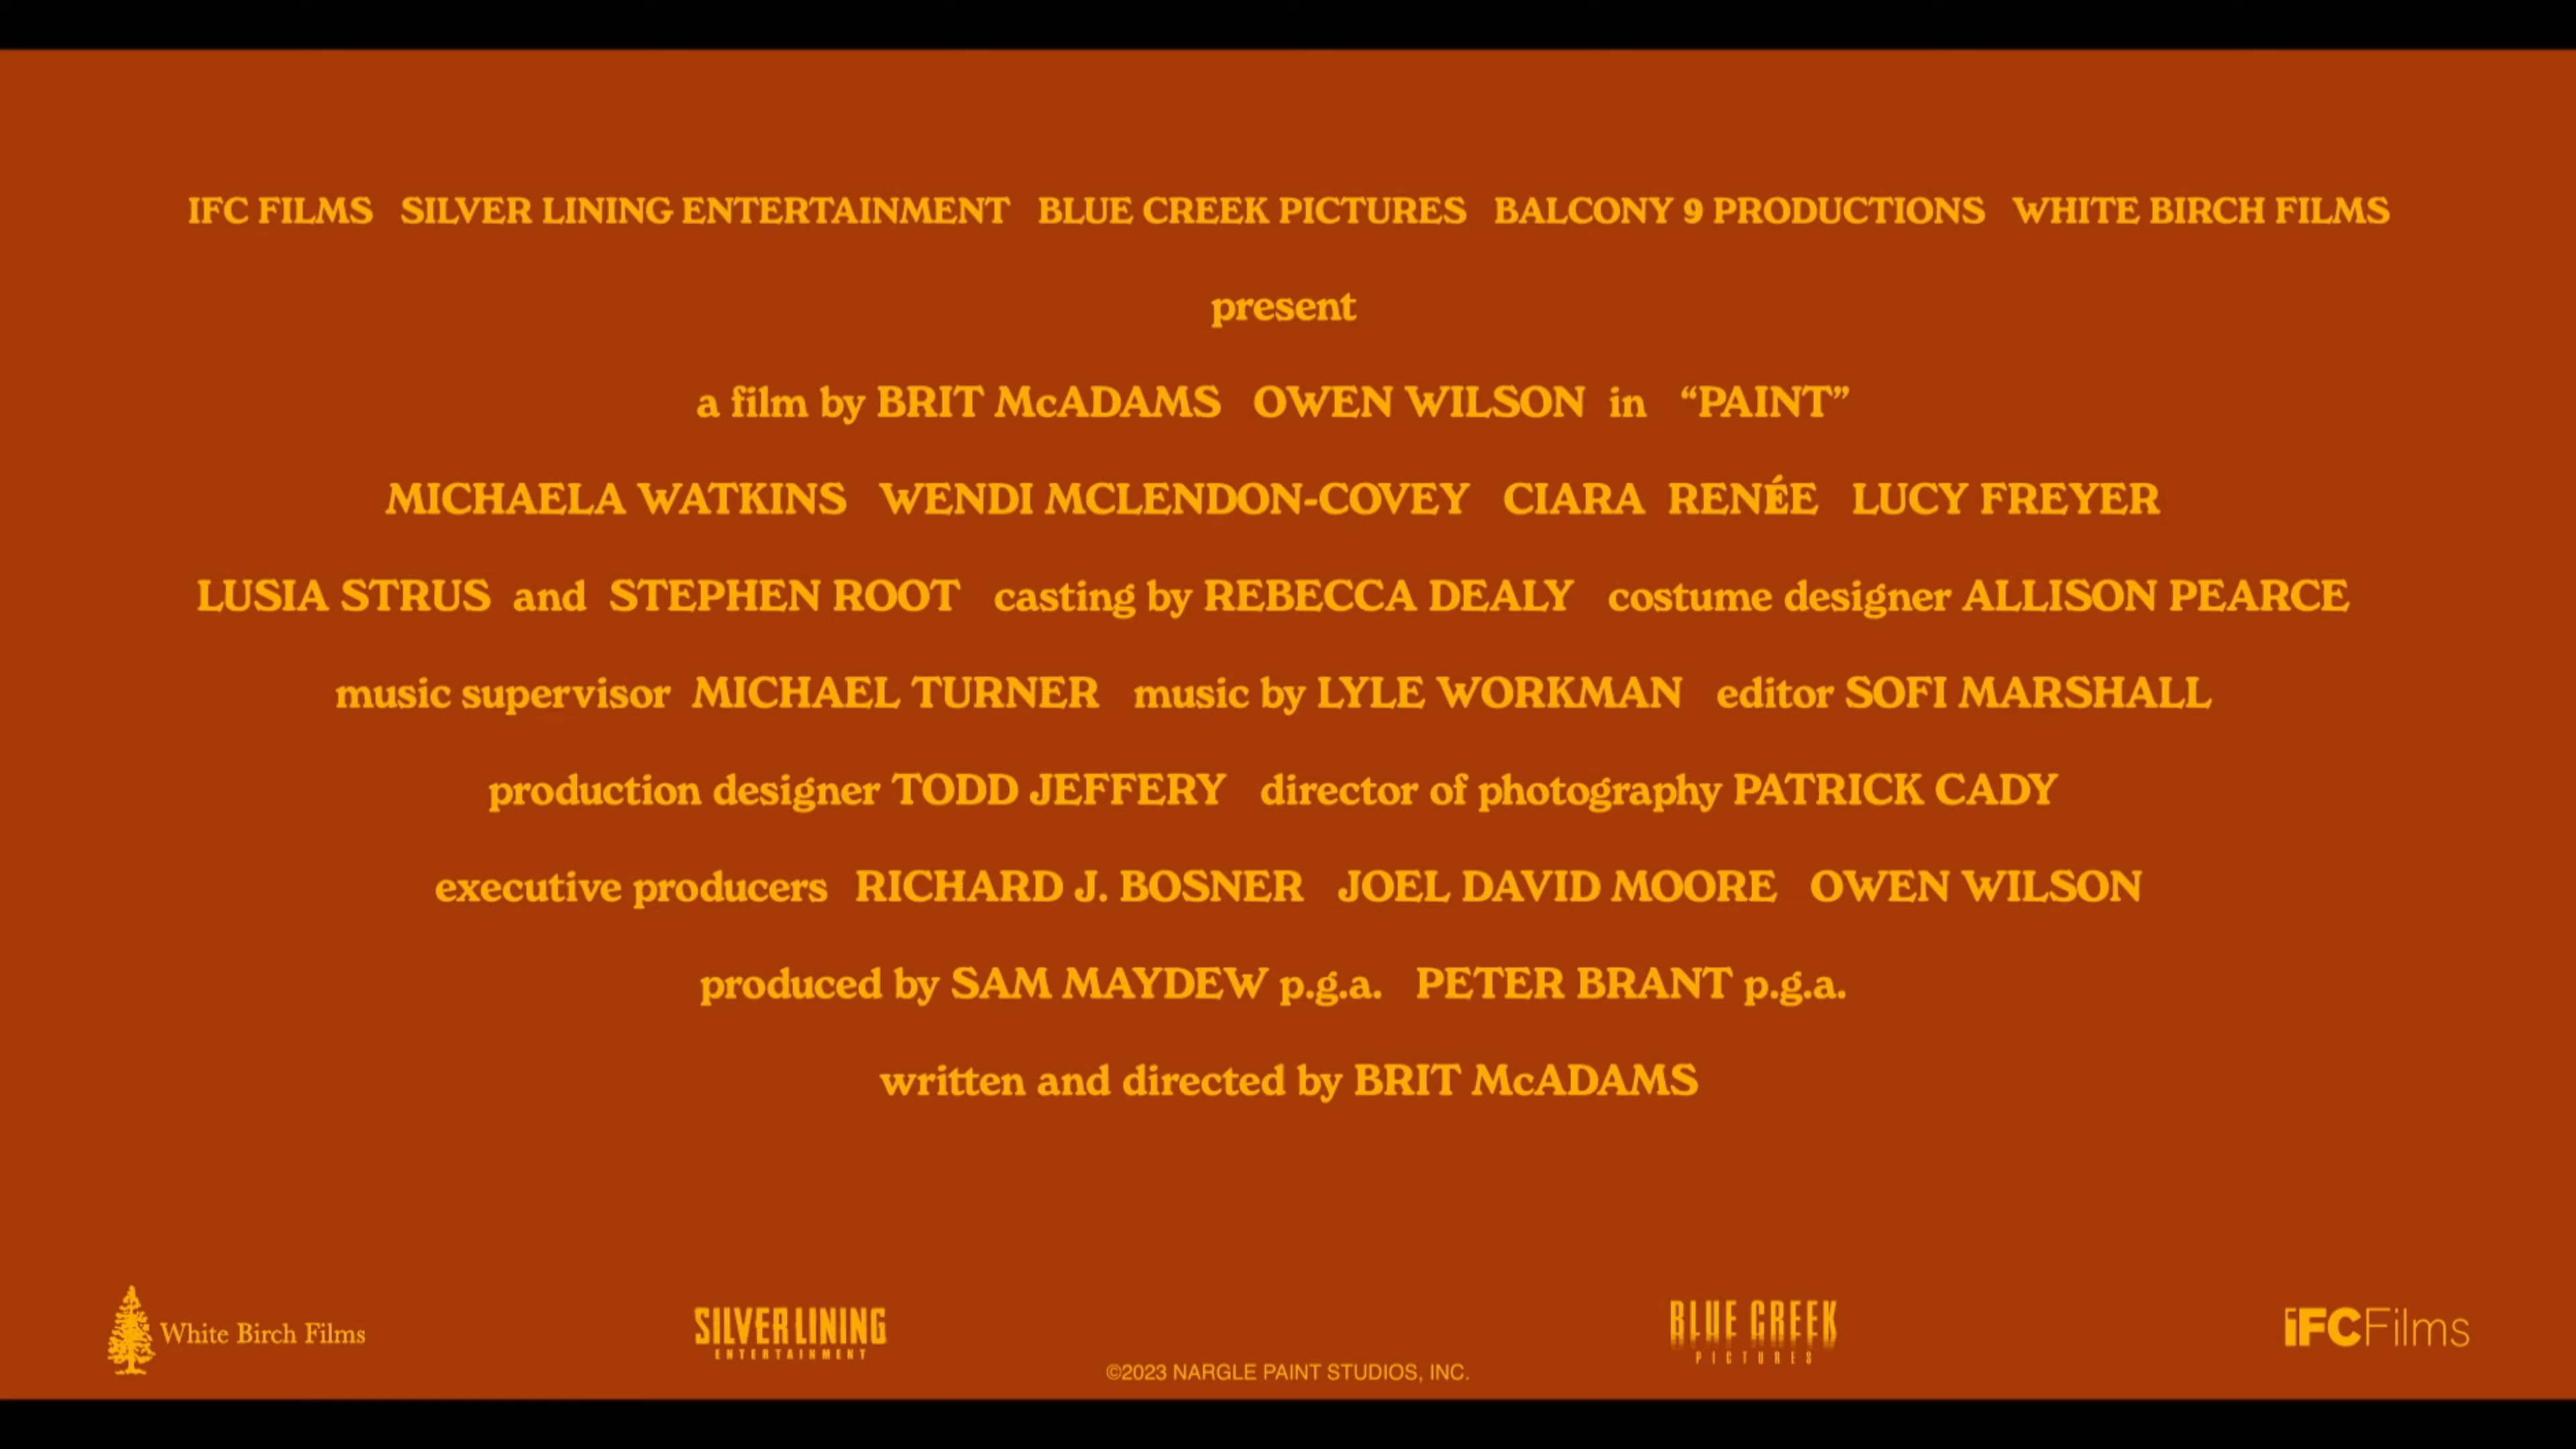 IFC FILMS SILVER LINING ENTERTAINMENT BLUE CREEK PICTURES BALCONY 9 PRODUCTIONS WHITE BIRCH FILMS
present
a film by BRIT McADAMS OWEN WILSON in “PAINT”
MICHAELA WATKINS WENDI MCLENDON-COVEY CIARA RENÉE LUCY FREYER
LUSIA STRUS and STEPHEN ROOT casting by REBECCA DEALY costume designer ALLISON PEARCE
music supervisor MICHAEL TURNER music by LYLE WORKMAN editor SOFI MARSHALL
production designer TODD JEFFERY director of photography PATRICK CADY
executive producers RICHARD J. BOSNER JOEL DAVID MOORE OWEN WILSON
produced by SAM MAYDEW p.g.a. PETER BRANT p.g.a.
written and directed by BRIT McADAMS
White Birch Films
SILVER LINING
ENTERTAINMENT
©2023 NARGLE PAINT STUDIOS, INC.
BLUE CREEK
PICTURES
IFC Films